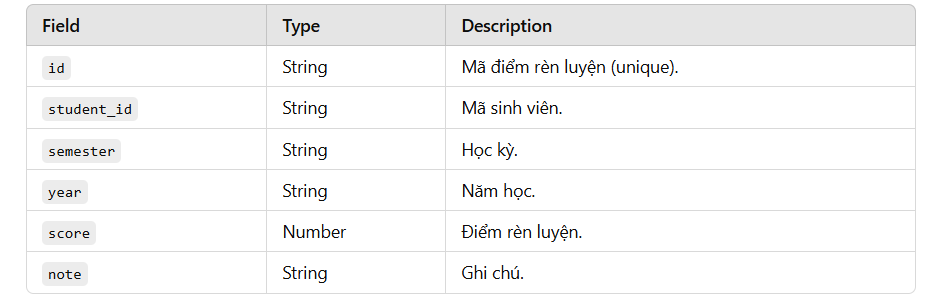 Field Type Description
id String Mã điểm rèn luyện (unique).
student_id String Mã sinh viên.
semester String Học kỳ.
year String Năm học.
score Number Điểm rèn luyện.
note String Ghi chú.